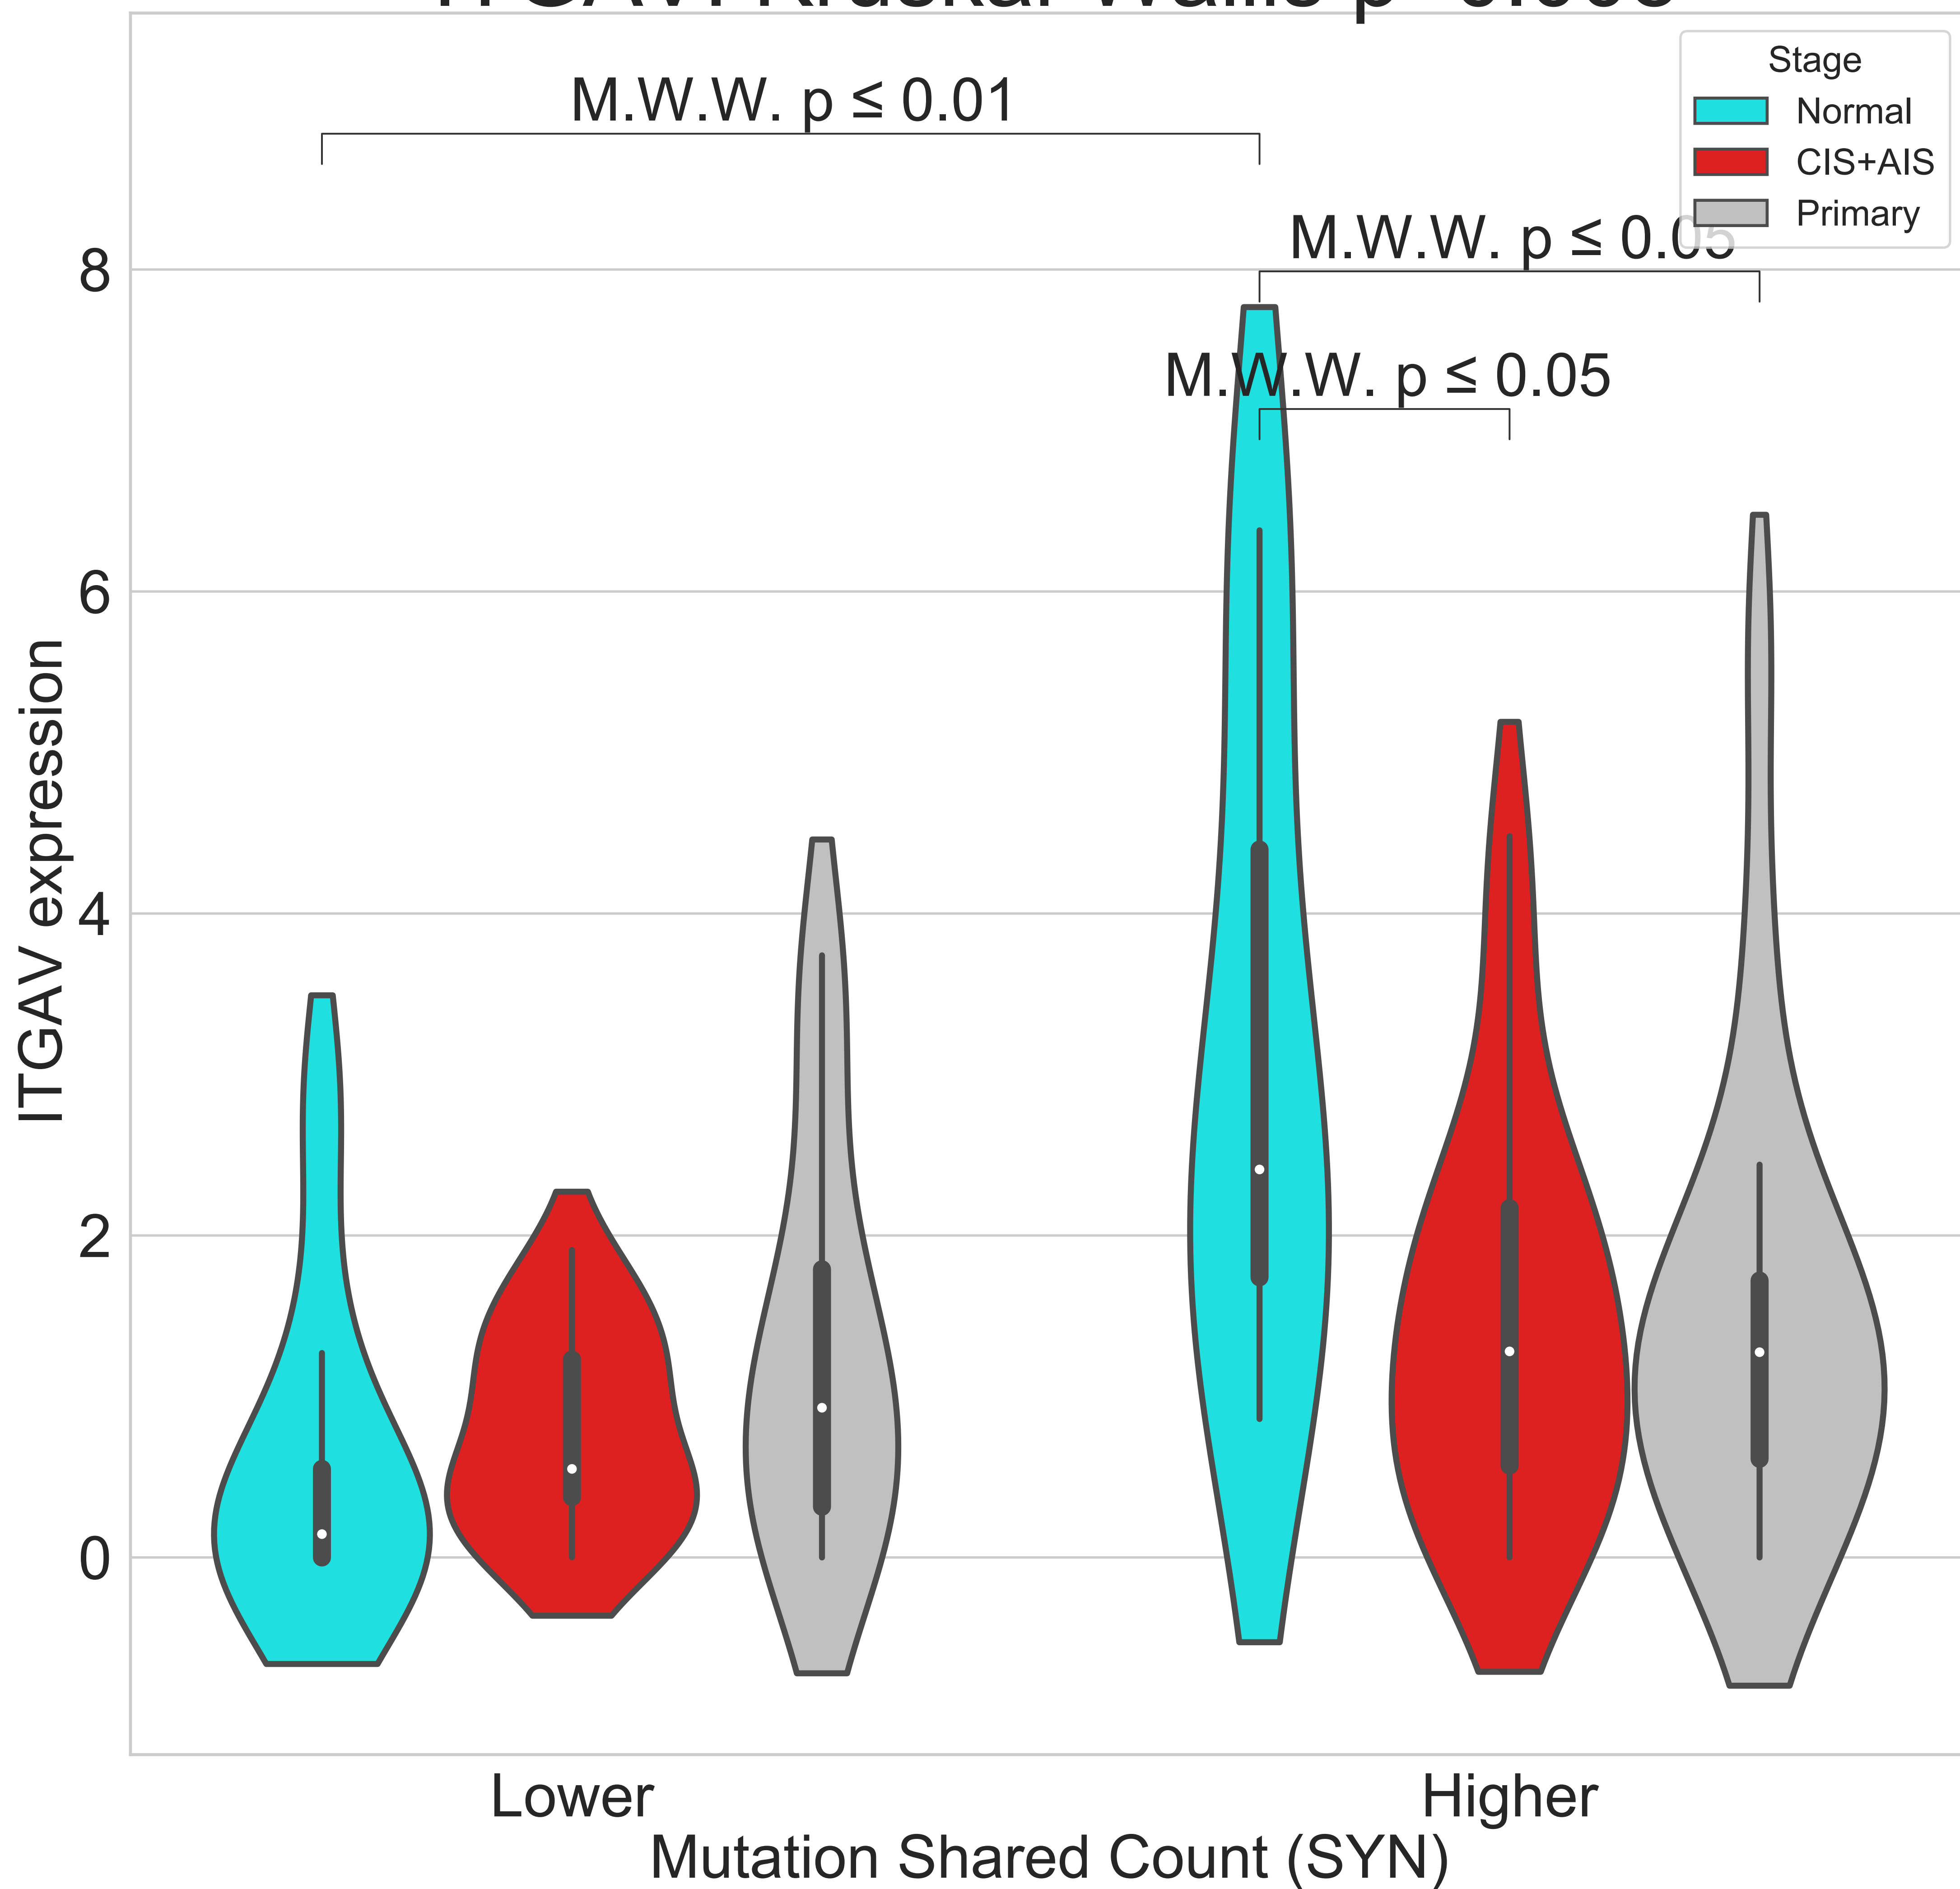 M.W.W. p ≤ 0.01
Stage
Normal
CIS+AIS
Primary
M.W.W. p ≤ 0.05
M.W.W. p ≤ 0.05
8
6
4
2
0
ITGAV expression
Lower
Higher
Mutation Shared Count (SYN)